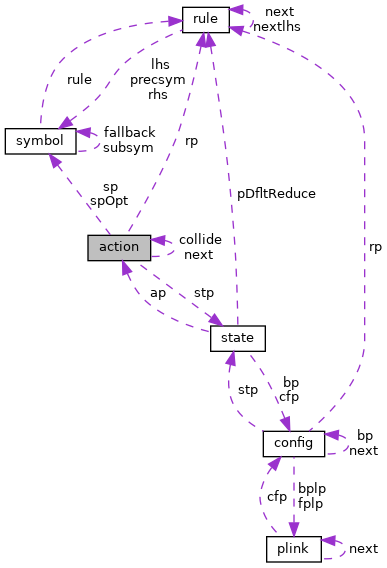 rule
next
nextlhs
rule
lhs
precsym
rhs
symbol
fallback
subsym
rp
pDfltReduce
sp
spOpt
action
collide
next
rp
ap
stp
state
stp
bp
cfp
config
bp
next
cfp
bplp
fplp
plink
next